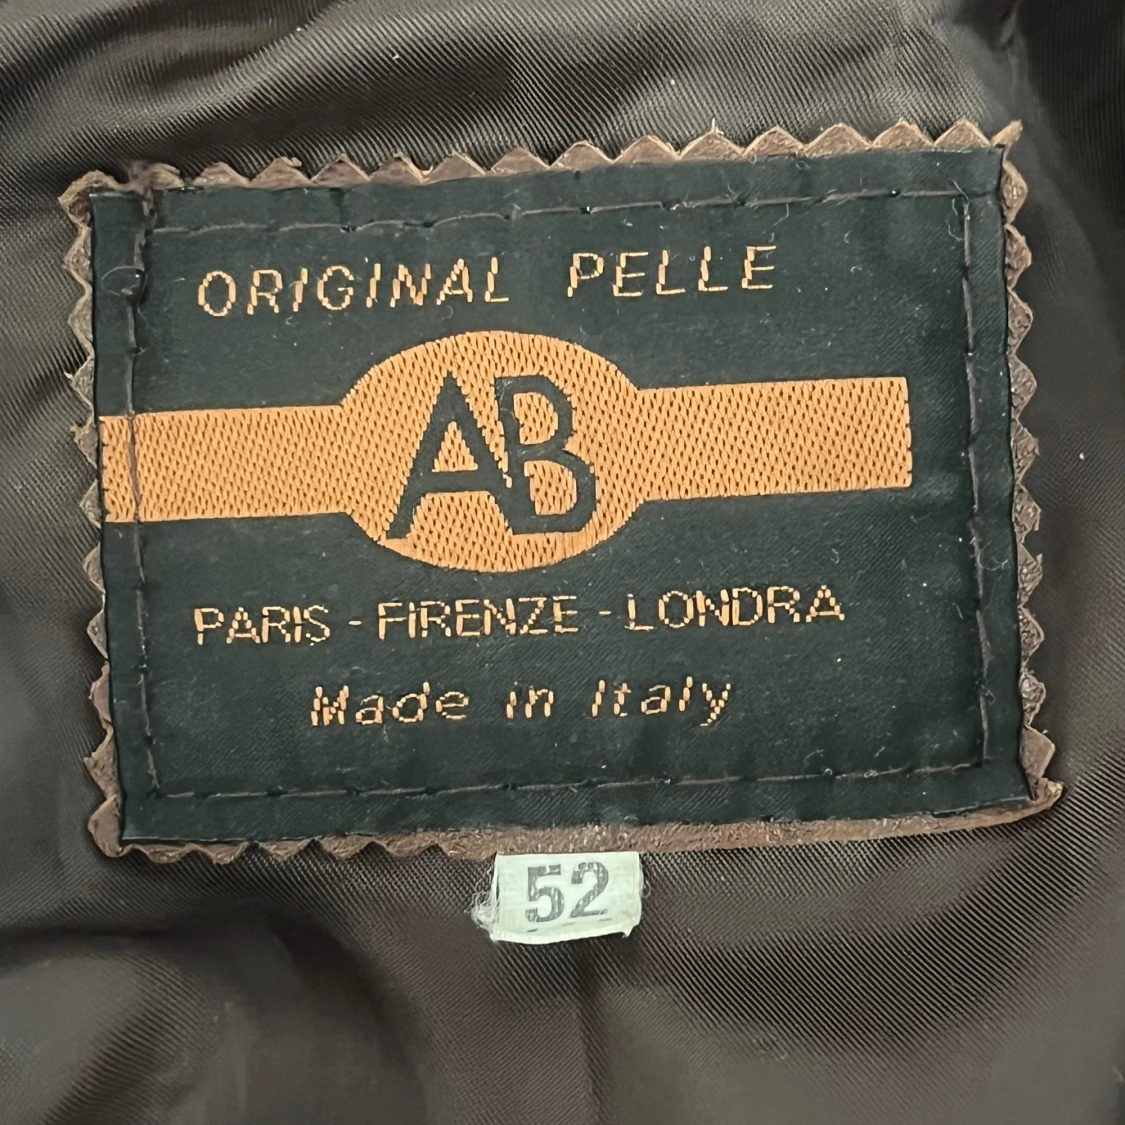 ORIGINAL PELLE
AB
PARIS - FIRENZE - LONDRA
Made in Italy
52